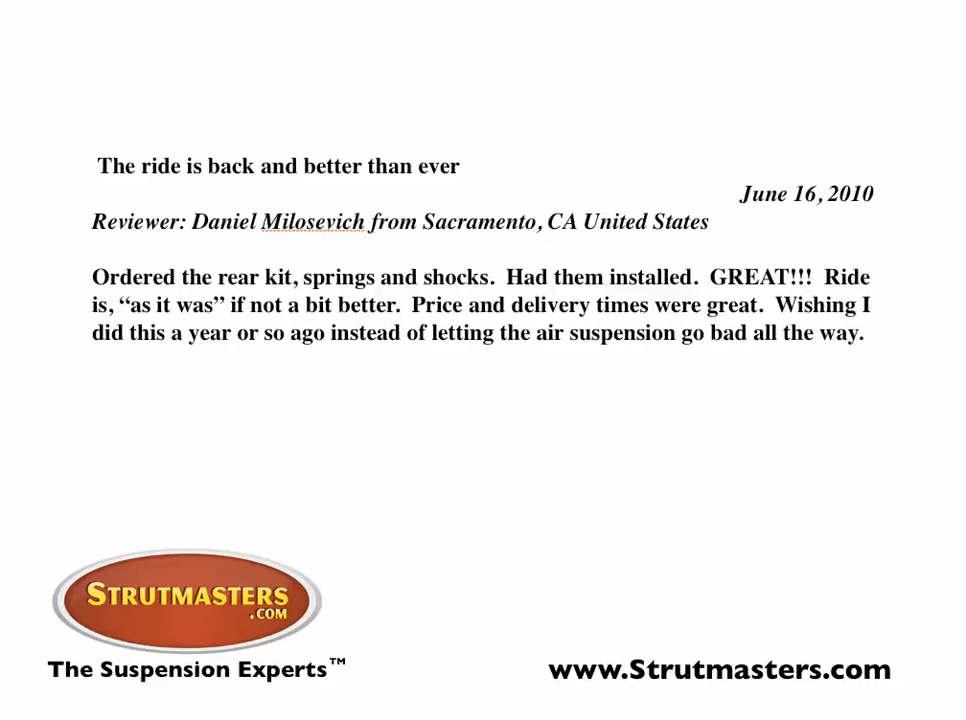 The ride is back and better than ever
June 16, 2010
Reviewer: Daniel Milosevich from Sacramento, CA United States
Ordered the rear kit, springs and shocks.  Had them installed.  GREAT!!!  Ride
is, “as it was” if not a bit better.  Price and delivery times were great.  Wishing I
did this a year or so ago instead of letting the air suspension go bad all the way.
STRUTMASTERS
.COM
The Suspension Experts™
www.Strutmasters.com